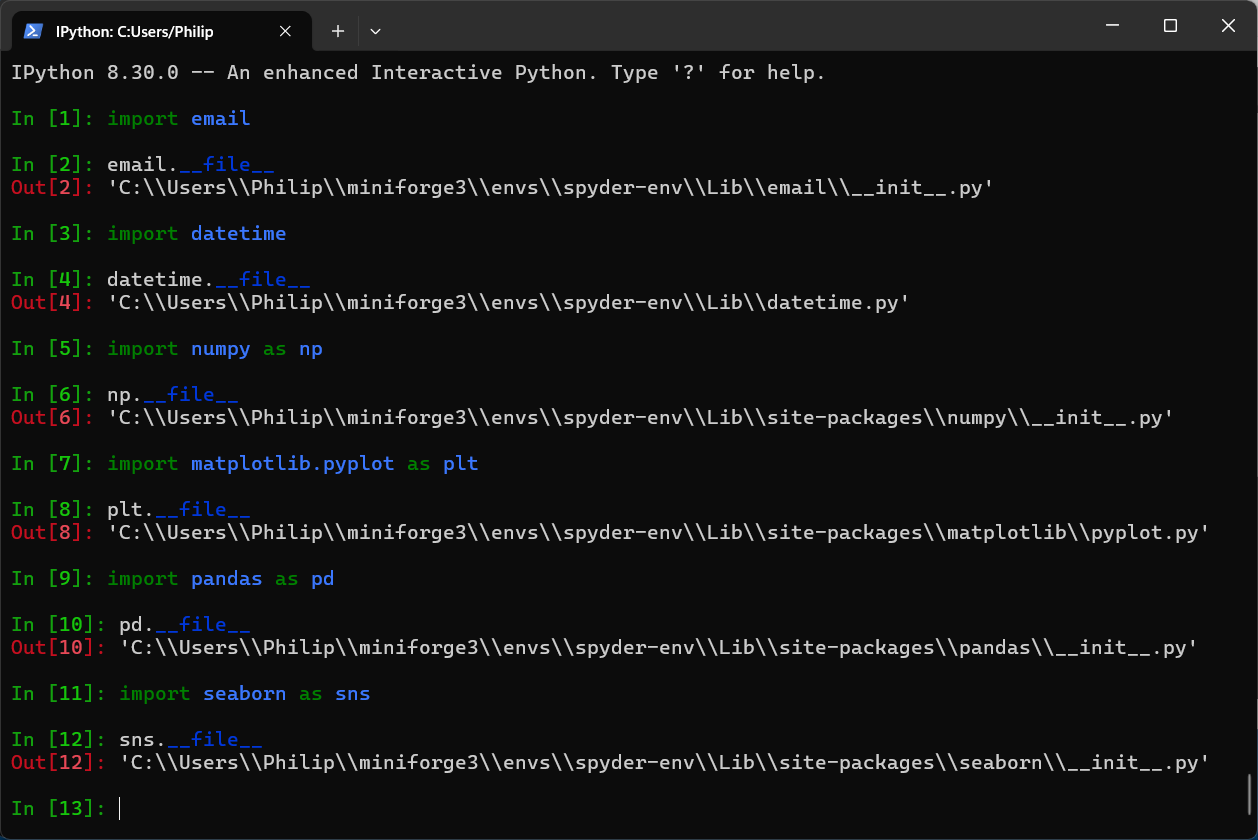 IPython: C:Users/Philip
IPython 8.30.0 -- An enhanced Interactive Python. Type '?' for help.
In [1]: import email
In [2]: email.__file__
Out[2]: 'C:\\Users\\Philip\\miniforge3\\envs\\spyder-env\\Lib\\email\\__init__.py'
In [3]: import datetime
In [4]: datetime.__file__
Out[4]: 'C:\\Users\\Philip\\miniforge3\\envs\\spyder-env\\Lib\\datetime.py'
In [5]: import numpy as np
In [6]: np.__file__
Out[6]: 'C:\\Users\\Philip\\miniforge3\\envs\\spyder-env\\Lib\\site-packages\\numpy\\__init__.py'
In [7]: import matplotlib.pyplot as plt
In [8]: plt.__file__
Out[8]: 'C:\\Users\\Philip\\miniforge3\\envs\\spyder-env\\Lib\\site-packages\\matplotlib\\pyplot.py'
In [9]: import pandas as pd
In [10]: pd.__file__
Out[10]: 'C:\\Users\\Philip\\miniforge3\\envs\\spyder-env\\Lib\\site-packages\\pandas\\__init__.py'
In [11]: import seaborn as sns
In [12]: sns.__file__
Out[12]: 'C:\\Users\\Philip\\miniforge3\\envs\\spyder-env\\Lib\\site-packages\\seaborn\\__init__.py'
In [13]: